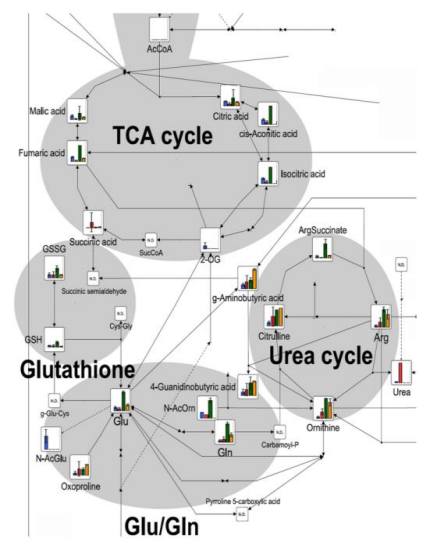 AcCoA
Malic acid
Citric acid
cis-Aconitic acid
TCA cycle
Fumaric acid
Isocitric acid
Succinic acid
N.D.
SucCoA
2-OG
ArgSuccinate
GSSG
N.D.
Succinic semialdehyde
N.D.
g-Aminobutyric acid
N.D.
Cys-Gly
Citrulline
Arg
GSH
Glutathione
Urea cycle
4-Guanidinobutyric acid
N.D.
g-Glu-Cys
Glu
N-AcOrn
Urea
N.D.
Carbamoyl-P
Ornithine
N-AcGlu
Gln
Oxoproline
Pyrroline 5-carboxylic acid
N.D.
Glu/Gln